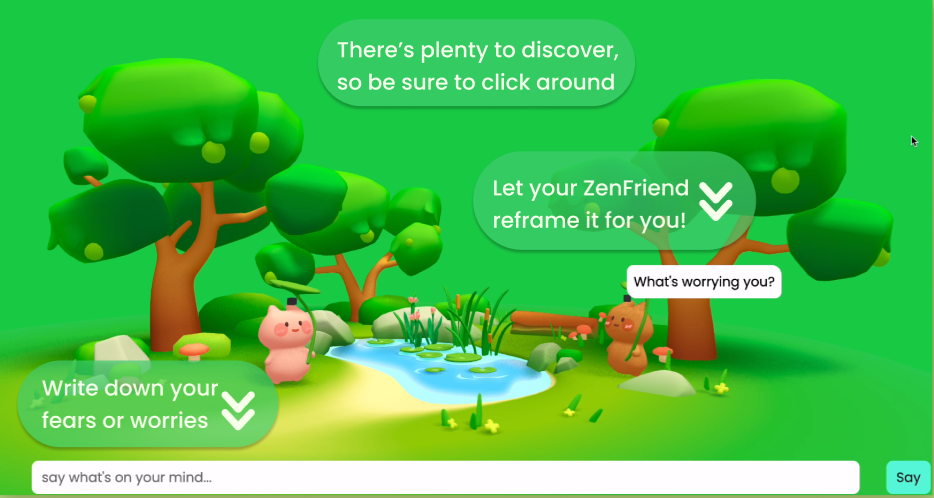 There's plenty to discover,
so be sure to click around
Let your ZenFriend
reframe it for you!
What's worrying you?
Write down your
fears or worries
say what's on your mind...
Say